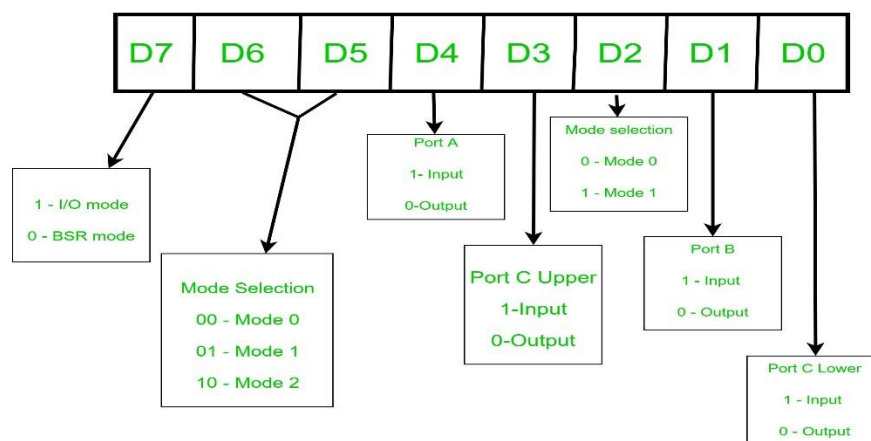 D7 D6 D5 D4 D3 D2 D1 D0
1 - I/O mode
0 - BSR mode
Mode Selection
00 - Mode 0
01 - Mode 1
10 - Mode 2
Port A
1- Input
0-Output
Port C Upper
1-Input
0-Output
Mode selection
0 - Mode 0
1 - Mode 1
Port B
1 - Input
0 - Output
Port C Lower
1 - Input
0 - Output